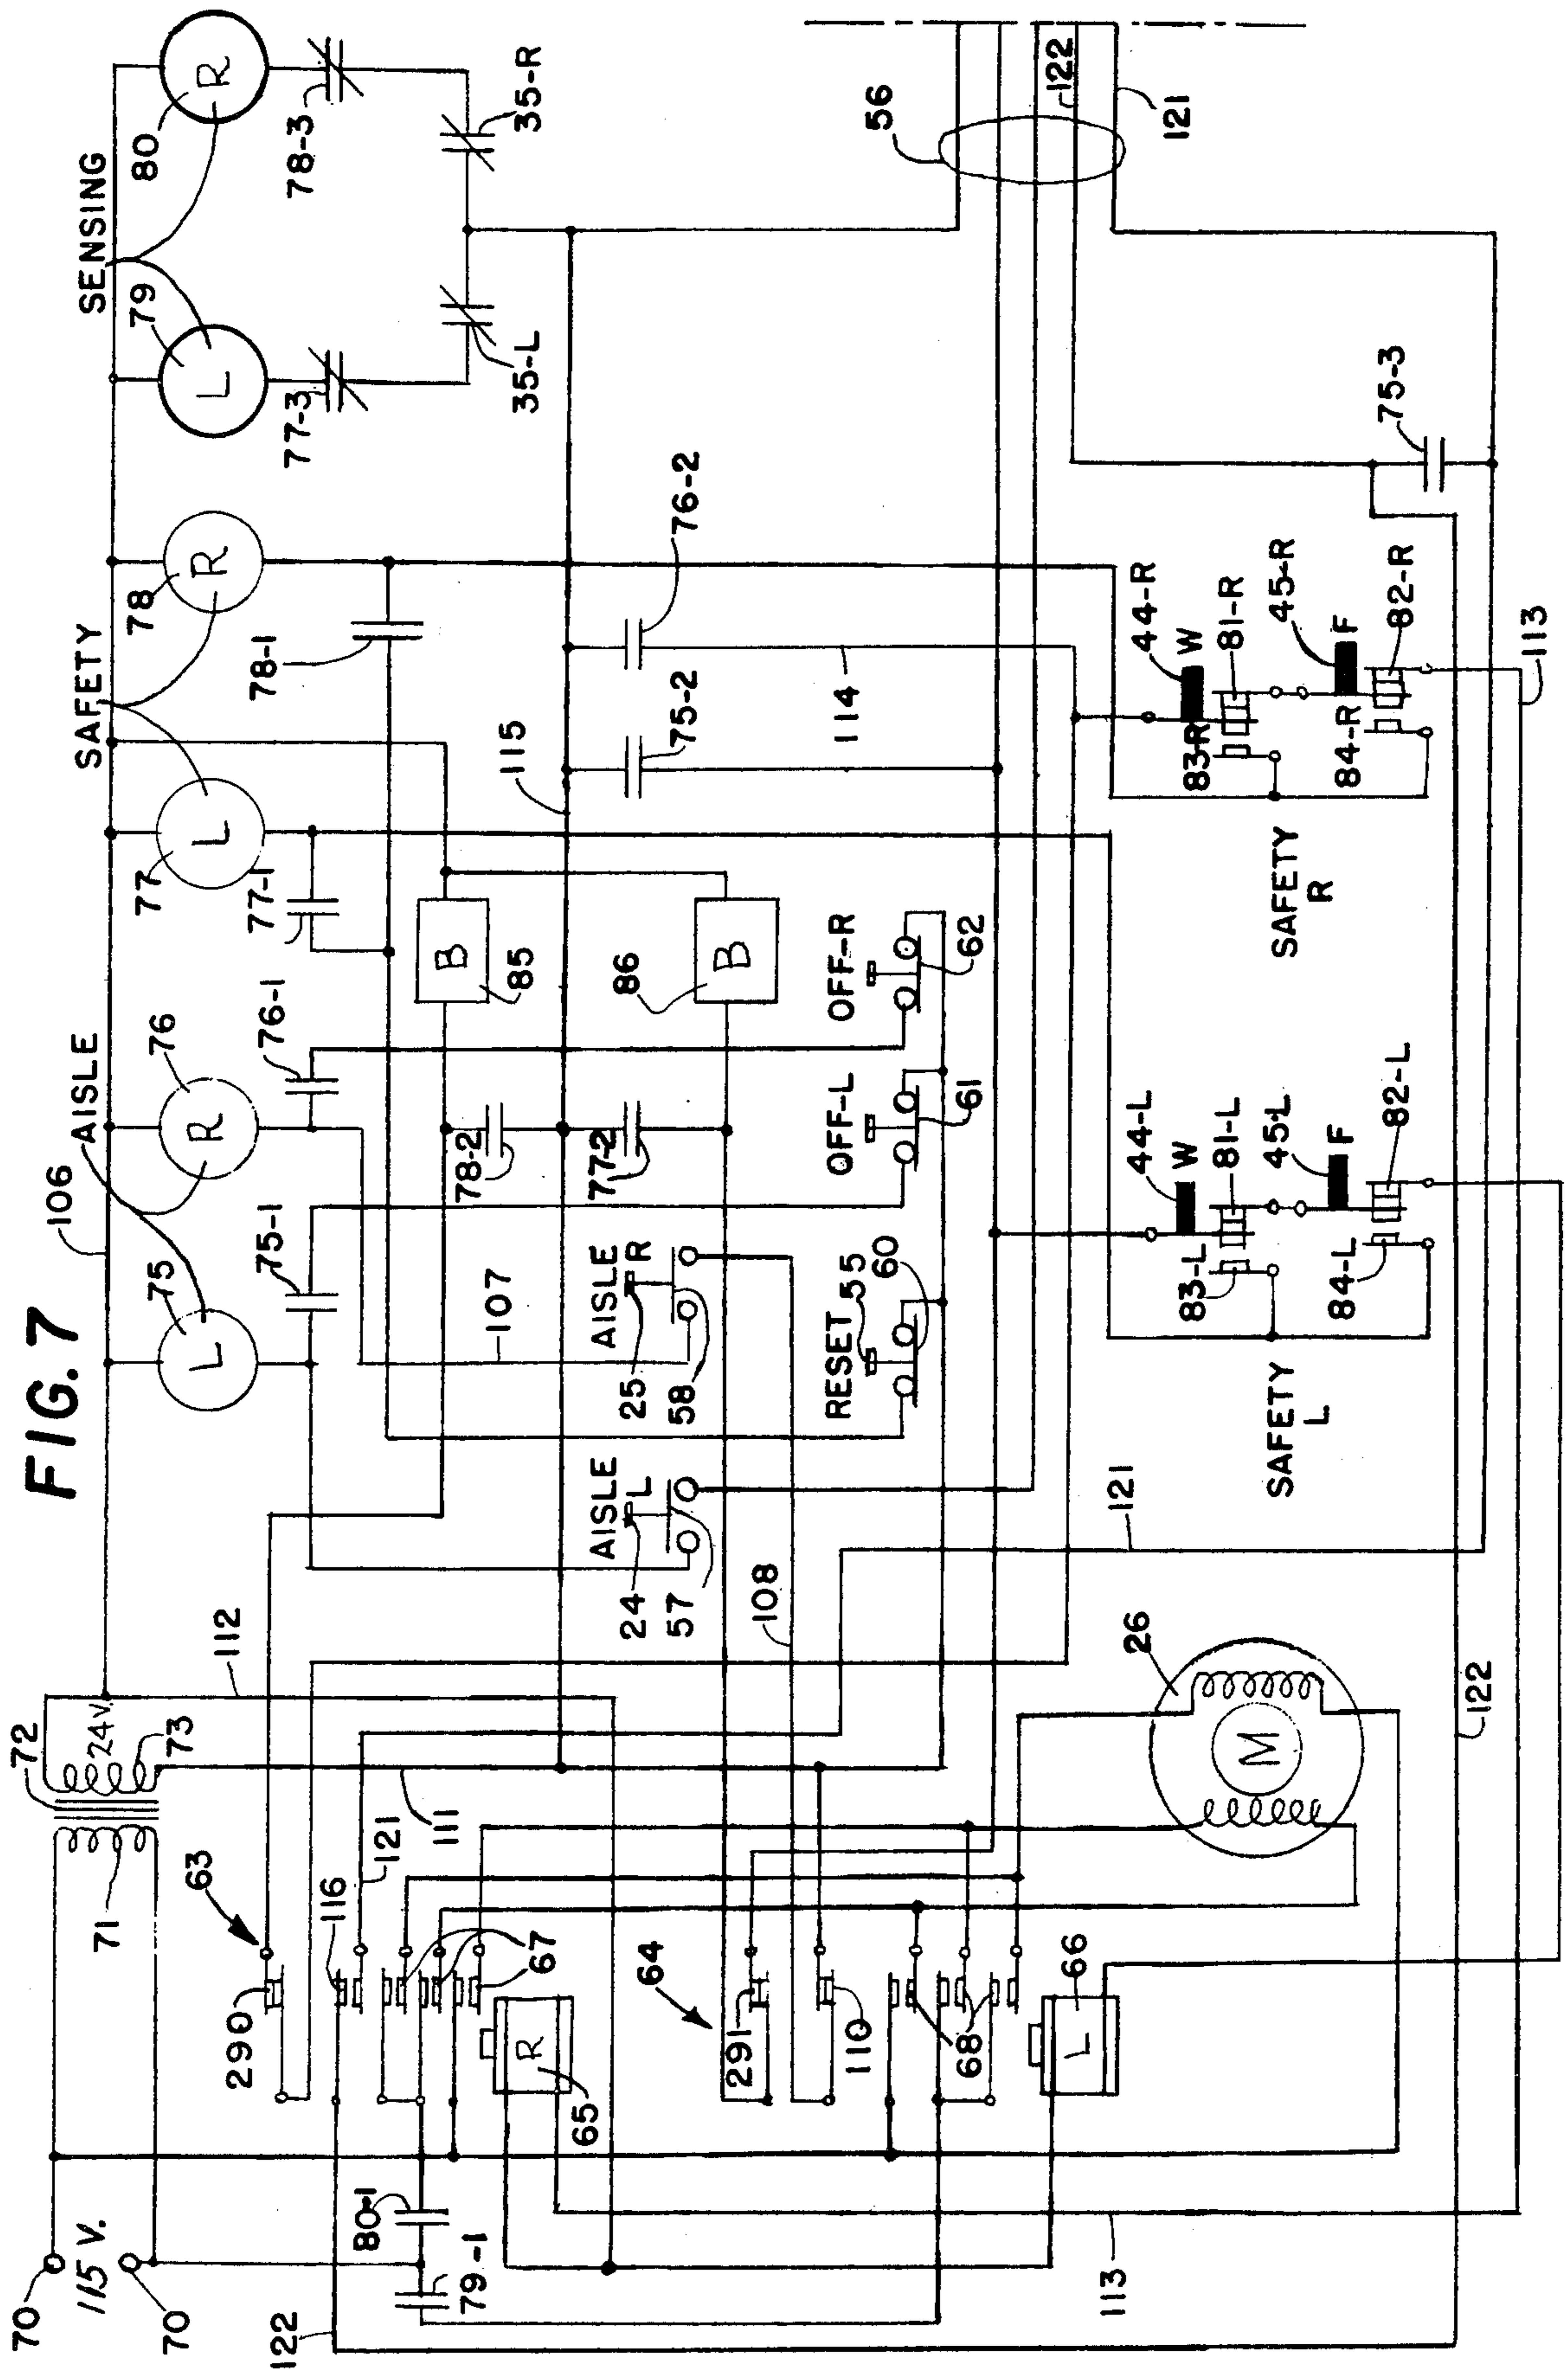 FIG. 7
70
115 V.
70
72
24 V.
73
71
112
106
AISLE
75
L
76
R
SAFETY
77
L
78
R
SENSING
79
L
80
R
75-1
76-1
77-1
78-1
77-3
78-3
35-L
35-R
63
290
116
121
111
67
R
65
80-1
79-1
122
107
78-2
77-2
B
85
86
B
115
75-2
76-2
114
AISLE
L
24
57
AISLE
R
25
58
108
RESET 55
60
OFF-L
61
OFF-R
62
56
122
121
64
291
110
68
L
66
26
M
121
122
SAFETY
L
44-L
W
83-L
81-L
45-L
F
84-L
82-L
SAFETY
R
44-R
W
83-R
81-R
45-R
F
84-R
82-R
75-3
113
113